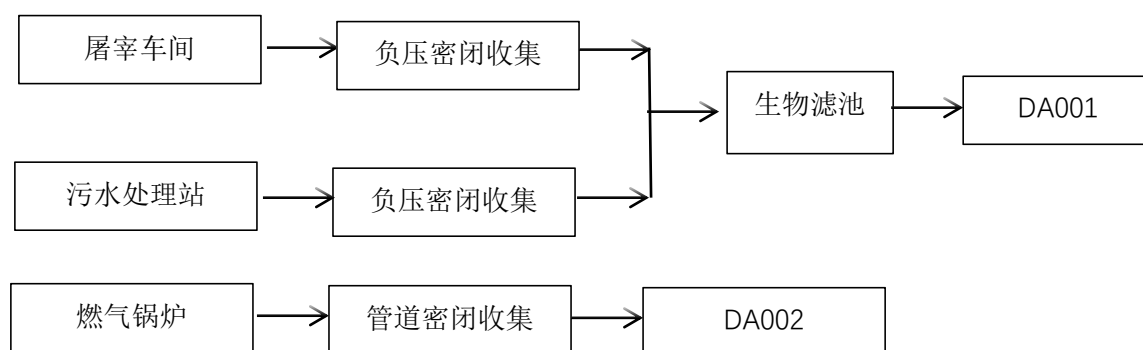 屠宰车间
负压密闭收集
生物滤池
DA001
污水处理站
负压密闭收集
燃气锅炉
管道密闭收集
DA002